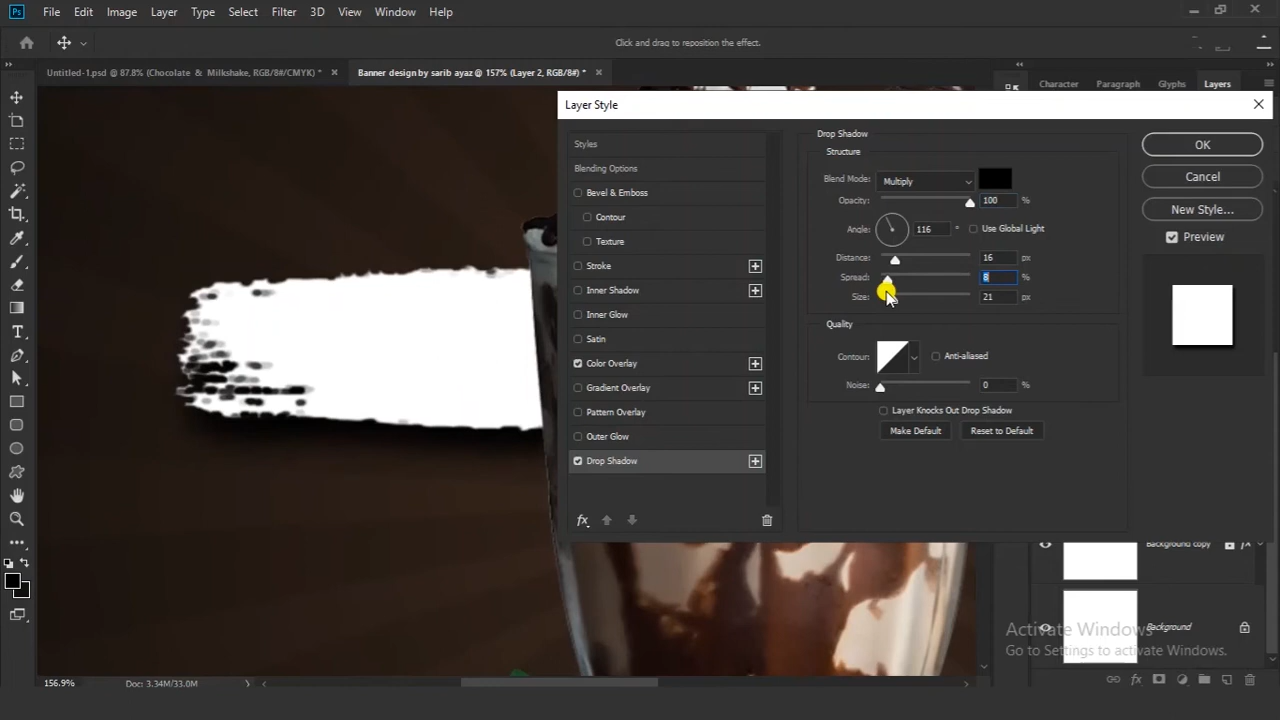 Ps File Edit Image Layer Type Select Filter 3D View Window Help
Click and drag to reposition the effect.
Untitled-1.psd @ 87.8% (Chocolate & Milkshake, RGB/8#/CMYK) * Banner design by sarib ayaz @ 157% (Layer 2, RGB/8#) * Character Paragraph Glyphs Layers
Layer Style
Styles
Blending Options
Bevel & Emboss
Contour
Texture
Stroke
Inner Shadow
Inner Glow
Satin
Color Overlay
Gradient Overlay
Pattern Overlay
Outer Glow
Drop Shadow
fx
Drop Shadow
Structure
Blend Mode: Multiply
Opacity: 100 %
Angle: 116 ° Use Global Light
Distance: 16 px
Spread: 8 %
Size: 21 px
Quality
Contour: Anti-aliased
Noise: 0 %
Layer Knocks Out Drop Shadow
Make Default Reset to Default
OK
Cancel
New Style...
Preview
Background copy fx
Background
Activate Windows
Go to Settings to activate Windows.
156.9% Doc: 3.34M/33.0M
fx